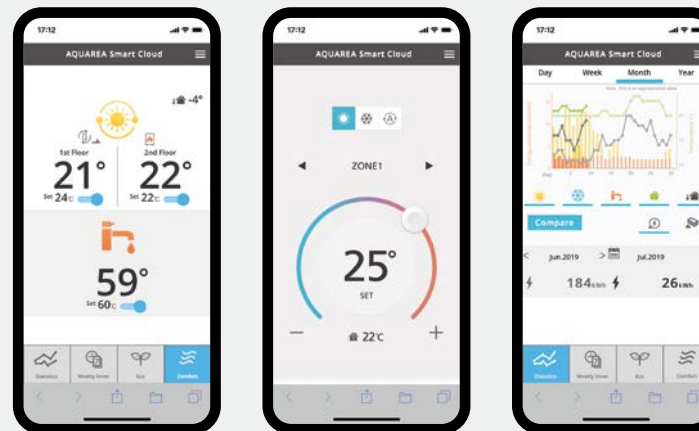 17:12
AQUAREA Smart Cloud
-4°
1st Floor
2nd Floor
21°
22°
Set 24°C
Set 22°C
59°
Set 60°C
Statistics
Weekly timer
Eco
Comfort
17:12
AQUAREA Smart Cloud
ZONE1
25°
SET
22°C
17:12
AQUAREA Smart Cloud
Day Week Month Year
Day
Compare
Jun.2019
Jul.2019
184kWh
26kWh
Statistics
Weekly timer
Eco
Comfort